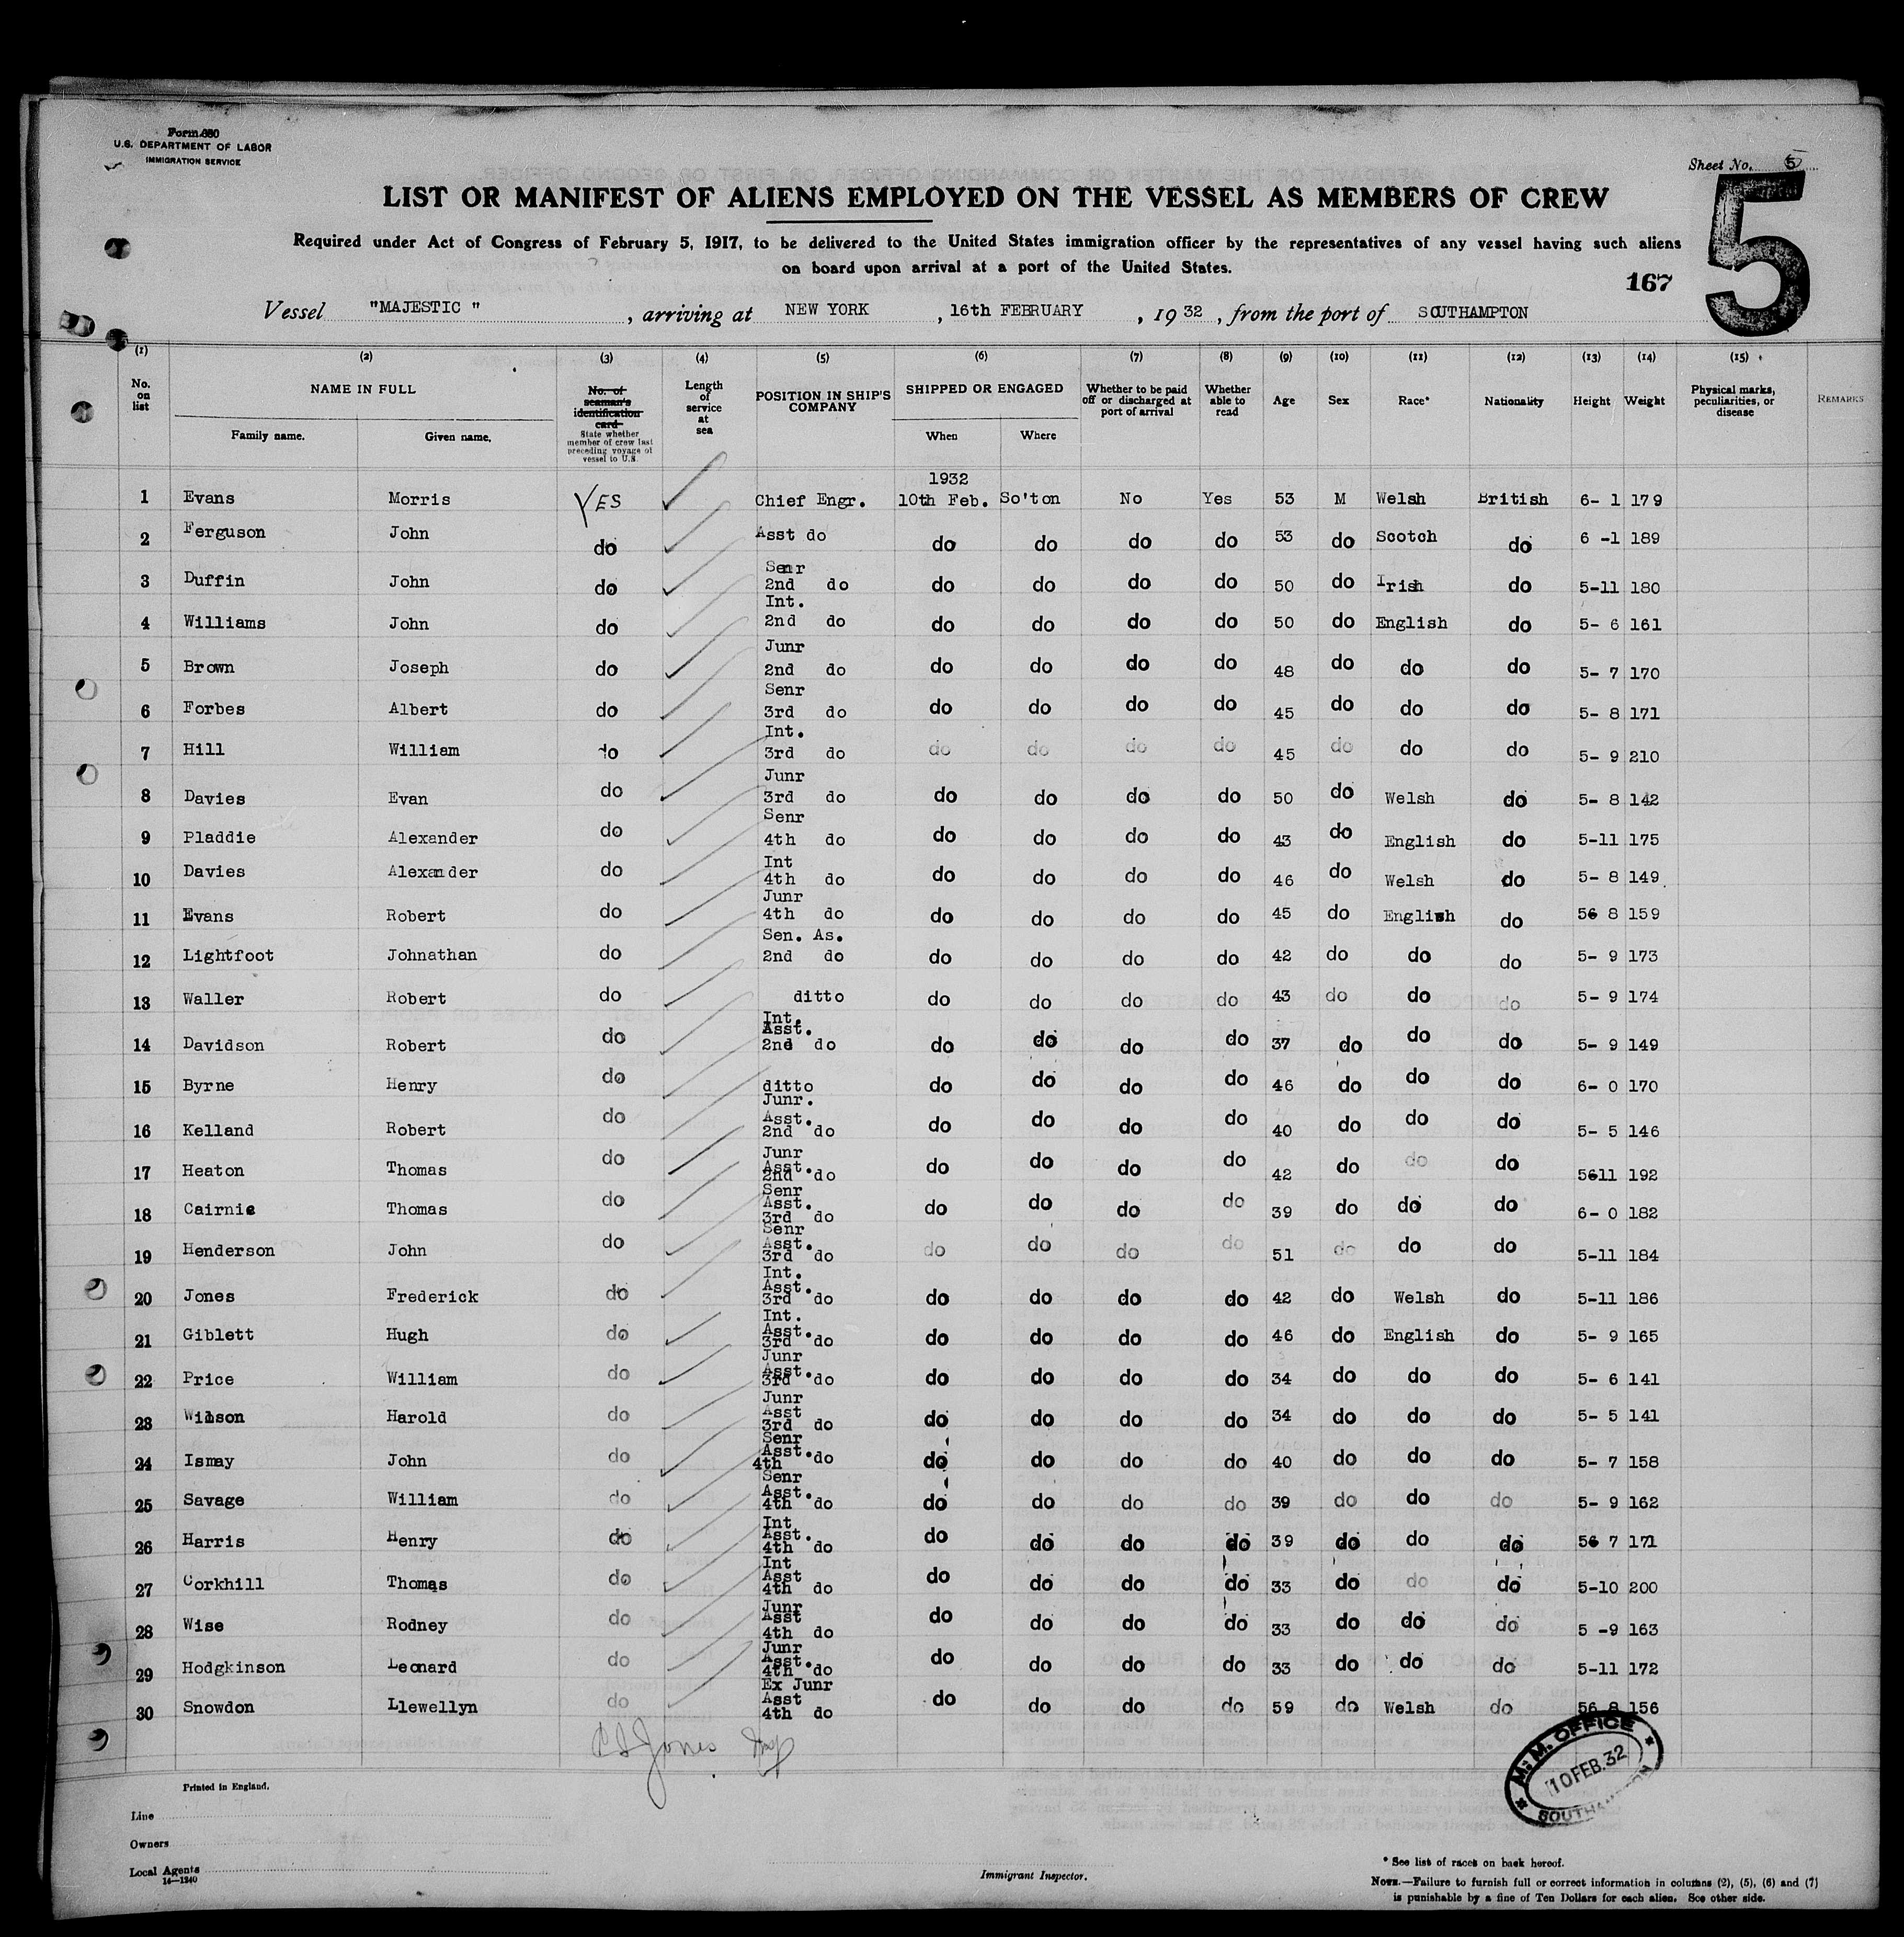 Form 680
U.S. DEPARTMENT OF LABOR
IMMIGRATION SERVICE
Sheet No. 5
5
LIST OR MANIFEST OF ALIENS EMPLOYED ON THE VESSEL AS MEMBERS OF CREW
Required under Act of Congress of February 5, 1917, to be delivered to the United States immigration officer by the representatives of any vessel having such aliens
on board upon arrival at a port of the United States.
167
Vessel "MAJESTIC", arriving at NEW YORK, 16th FEBRUARY, 1932, from the port of SOUTHAMPTON
(1) (2) (3) (4) (5) (6) (7) (8) (9) (10) (11) (12) (13) (14) (15)
No. on list NAME IN FULL Family name. Given name. No. of seaman's identification card State whether member of crew last preceding voyage of vessel to U.S. Length of service at sea POSITION IN SHIP'S COMPANY SHIPPED OR ENGAGED When Where Whether to be paid off or discharged at port of arrival Whether able to read Age Sex Race* Nationality Height Weight Physical marks, peculiarities, or disease REMARKS
1932
1 Evans Morris YES Chief Engr. 10th Feb. So'ton No Yes 53 M Welsh British 6- 1 179
2 Ferguson John do Asst do do do do do 53 do Scotch do 6 -1 189
3 Duffin John do Senr 2nd do do do do do 50 do Irish do 5-11 180
4 Williams John do Int. 2nd do do do do do 50 do English do 5- 6 161
5 Brown Joseph do Junr 2nd do do do do do 48 do do do 5- 7 170
6 Forbes Albert do Senr 3rd do do do do do 45 do do do 5- 8 171
7 Hill William do Int. 3rd do do do do do 45 do do do 5- 9 210
8 Davies Evan do Junr 3rd do do do do do 50 do Welsh do 5- 8 142
9 Pladdie Alexander do Senr 4th do do do do do 43 do English do 5-11 175
10 Davies Alexander do Int 4th do do do do do 46 do Welsh do 5- 8 149
11 Evans Robert do Junr 4th do do do do do 45 do English do 56 8 159
12 Lightfoot Johnathan do Sen. As. 2nd do do do do do 42 do do do 5- 9 173
13 Waller Robert do ditto do do do do 43 do do do 5- 9 174
14 Davidson Robert do Int. Asst. 2nd do do do do do 37 do do do 5- 9 149
15 Byrne Henry do ditto do do do do 46 do do do 6- 0 170
16 Kelland Robert do Junr. Asst. 2nd do do do do do 40 do do do 5- 5 146
17 Heaton Thomas do Junr Asst. 2nd do do do do do 42 do do do 5611 192
18 Cairnie Thomas do Senr Asst. 3rd do do do do do 39 do do do 6- 0 182
19 Henderson John do Senr Asst. 3rd do do do do do 51 do do do 5-11 184
20 Jones Frederick do Int. Asst. 3rd do do do do do 42 do Welsh do 5-11 186
21 Giblett Hugh do Int. Asst. 3rd do do do do do 46 do English do 5- 9 165
22 Price William do Junr Asst. 3rd do do do do do 34 do do do 5- 6 141
23 Wilson Harold do Junr Asst 3rd do do do do do 34 do do do 5- 5 141
24 Ismay John do Senr Asst. 4th do do do do do 40 do do do 5- 7 158
25 Savage William do Senr Asst. 4th do do do do do 39 do do do 5- 9 162
26 Harris Henry do Int Asst. 4th do do do do do 39 do do do 56 7 171
27 Corkhill Thomas do Int Asst 4th do do do do do 33 do do do 5-10 200
28 Wise Rodney do Junr Asst 4th do do do do do 33 do do do 5 -9 163
29 Hodgkinson Leonard do Junr Asst. 4th do do do do do 33 do do do 5-11 172
30 Snowdon Llewellyn do Ex Junr Asst 4th do do do do do 59 do Welsh do 56 8 156
Jones
M. M. OFFICE
10 FEB. 32
SOUTHAMPTON
Printed in England.
Line
Owners
Local Agents
14—1240
Immigrant Inspector.
* See list of races on back hereof.
NOTE.—Failure to furnish full or correct information in columns (2), (5), (6) and (7)
is punishable by a fine of Ten Dollars for each alien. See other side.